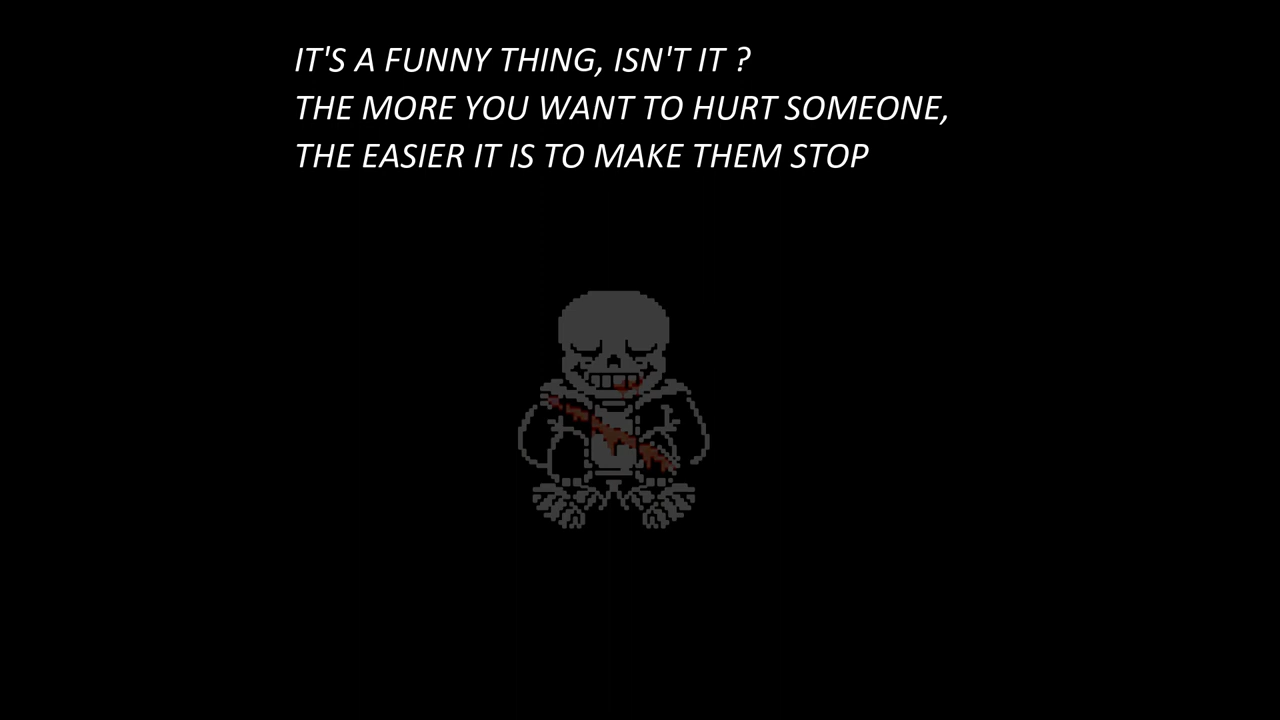 IT'S A FUNNY THING, ISN'T IT ?
THE MORE YOU WANT TO HURT SOMEONE,
THE EASIER IT IS TO MAKE THEM STOP